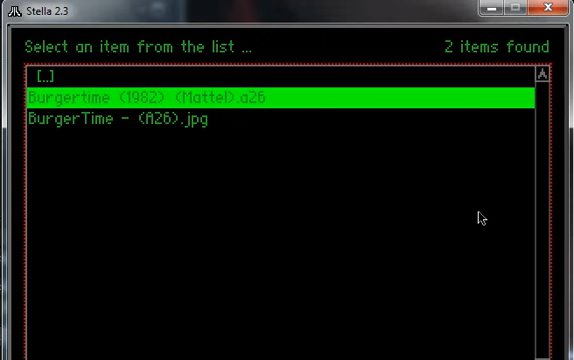 Stella 2.3
Select an item from the list ...
2 items found
[..]
Burgertime (1982) (Mattel).a26
BurgerTime - (A26).jpg